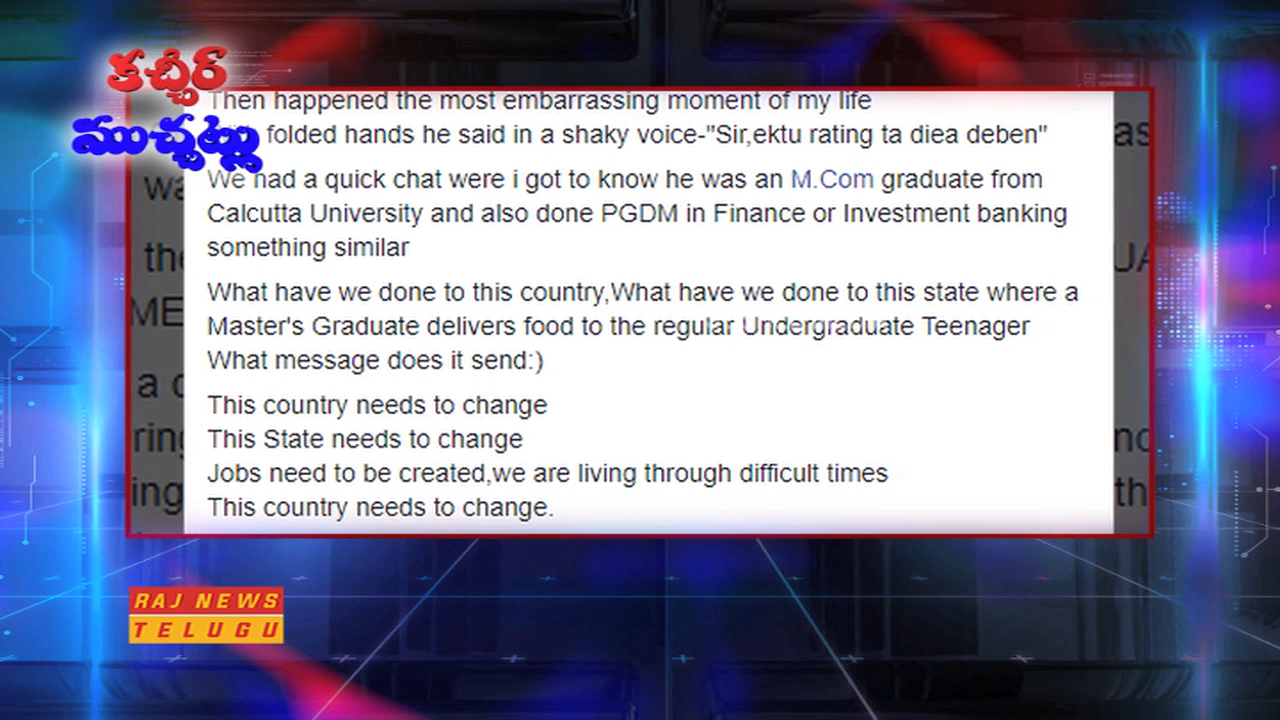 కచ్చీర్
ముచ్చట్లు
Then happened the most embarrassing moment of my life
folded hands he said in a shaky voice-"Sir,ektu rating ta diea deben"
We had a quick chat were i got to know he was an M.Com graduate from
Calcutta University and also done PGDM in Finance or Investment banking
something similar
What have we done to this country,What have we done to this state where a
Master's Graduate delivers food to the regular Undergraduate Teenager
What message does it send:)
This country needs to change
This State needs to change
Jobs need to be created,we are living through difficult times
This country needs to change.
RAJ NEWS
TELUGU